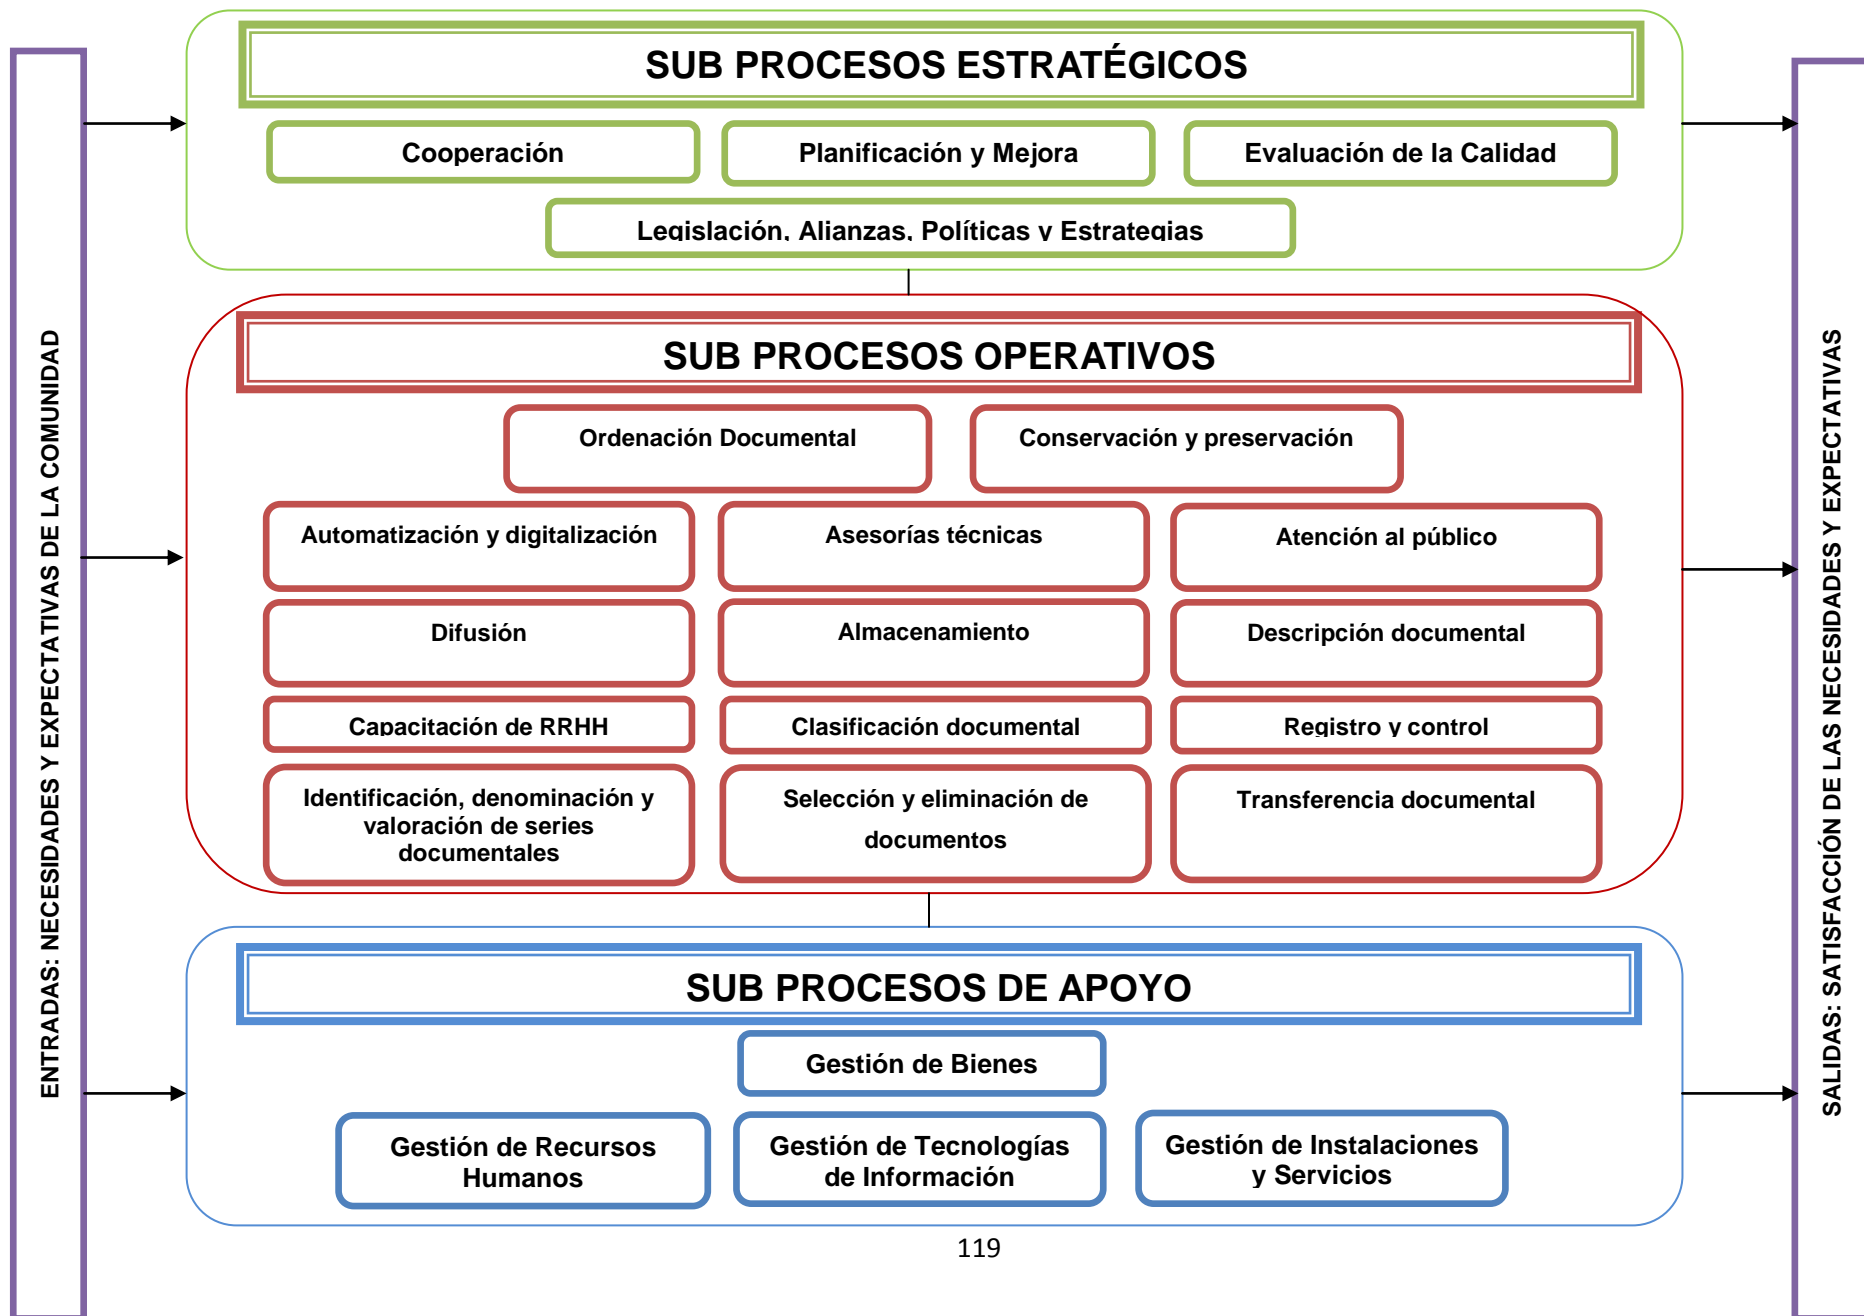 ENTRADAS: NECESIDADES Y EXPECTATIVAS DE LA COMUNIDAD
SUB PROCESOS ESTRATÉGICOS
Cooperación
Planificación y Mejora
Evaluación de la Calidad
Legislación, Alianzas, Políticas y Estrategias
SUB PROCESOS OPERATIVOS
Ordenación Documental
Conservación y preservación
Automatización y digitalización
Asesorías técnicas
Atención al público
Difusión
Almacenamiento
Descripción documental
Capacitación de RRHH
Clasificación documental
Registro y control
Identificación, denominación y
valoración de series
documentales
Selección y eliminación de
documentos
Transferencia documental
SUB PROCESOS DE APOYO
Gestión de Bienes
Gestión de Recursos
Humanos
Gestión de Tecnologías
de Información
Gestión de Instalaciones
y Servicios
SALIDAS: SATISFACCIÓN DE LAS NECESIDADES Y EXPECTATIVAS
119